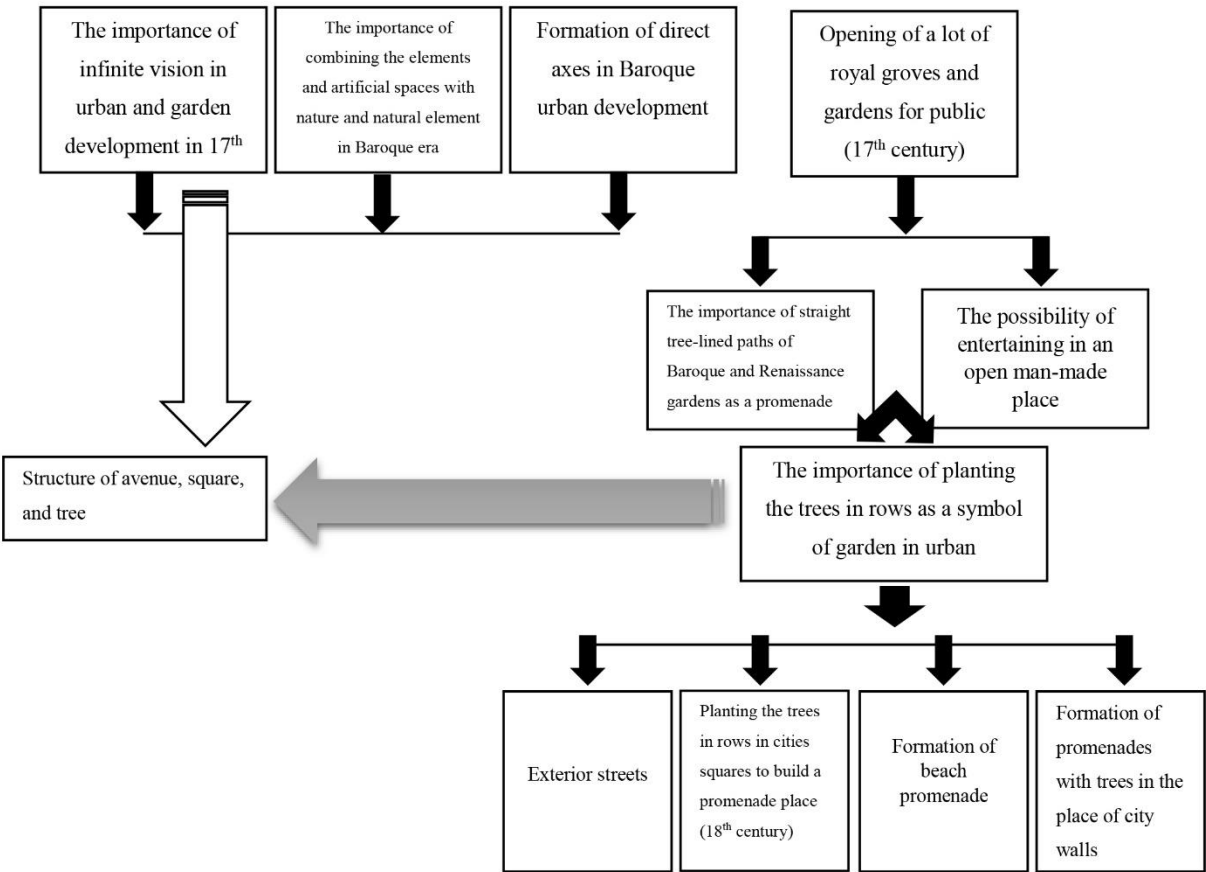 The importance of
infinite vision in
urban and garden
development in 17th
The importance of
combining the elements
and artificial spaces with
nature and natural element
in Baroque era
Formation of direct
axes in Baroque
urban development
Opening of a lot of
royal groves and
gardens for public
(17th century)
The importance of straight
tree-lined paths of
Baroque and Renaissance
gardens as a promenade
The possibility of
entertaining in an
open man-made
place
Structure of avenue, square,
and tree
The importance of planting
the trees in rows as a symbol
of garden in urban
Exterior streets
Planting the trees
in rows in cities
squares to build a
promenade place
(18th century)
Formation of
beach
promenade
Formation of
promenades
with trees in the
place of city
walls